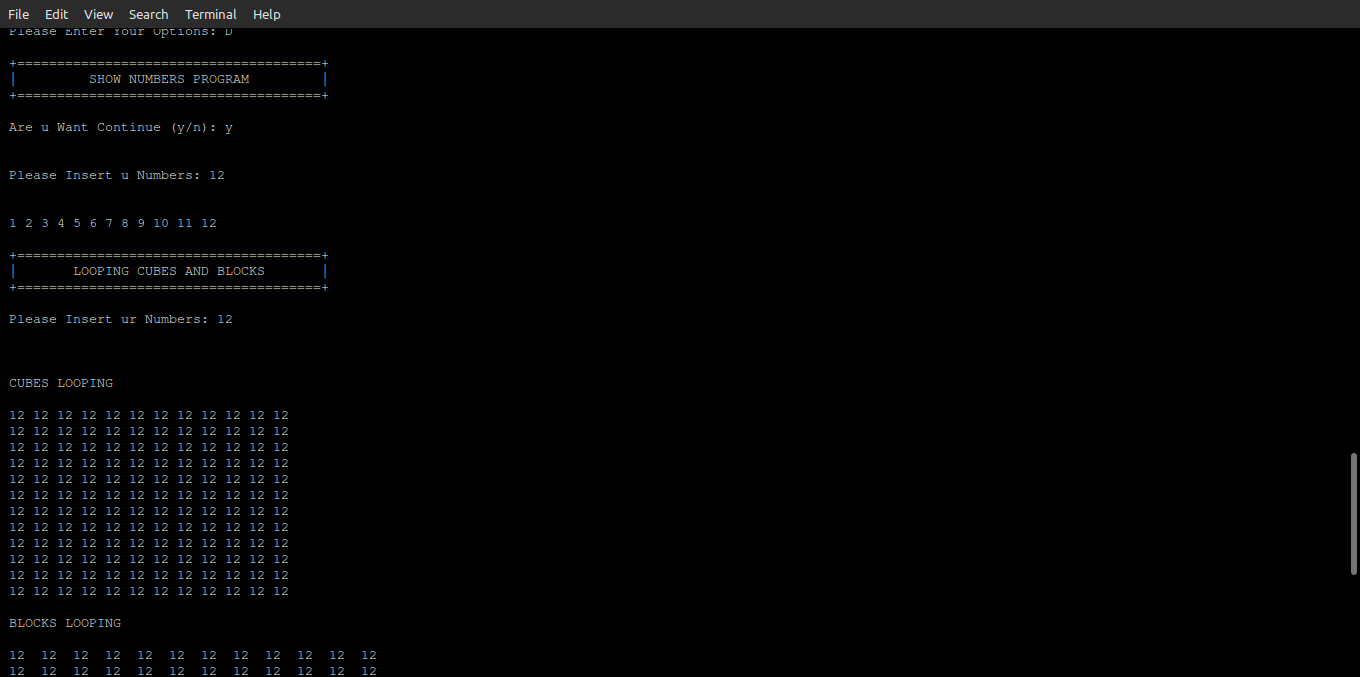 File Edit View Search Terminal Help
Please Enter Your Options: D
+======================================+
| SHOW NUMBERS PROGRAM |
+======================================+
Are u Want Continue (y/n): y
Please Insert u Numbers: 12
1 2 3 4 5 6 7 8 9 10 11 12
+======================================+
| LOOPING CUBES AND BLOCKS |
+======================================+
Please Insert ur Numbers: 12
CUBES LOOPING
12 12 12 12 12 12 12 12 12 12 12 12
12 12 12 12 12 12 12 12 12 12 12 12
12 12 12 12 12 12 12 12 12 12 12 12
12 12 12 12 12 12 12 12 12 12 12 12
12 12 12 12 12 12 12 12 12 12 12 12
12 12 12 12 12 12 12 12 12 12 12 12
12 12 12 12 12 12 12 12 12 12 12 12
12 12 12 12 12 12 12 12 12 12 12 12
12 12 12 12 12 12 12 12 12 12 12 12
12 12 12 12 12 12 12 12 12 12 12 12
12 12 12 12 12 12 12 12 12 12 12 12
12 12 12 12 12 12 12 12 12 12 12 12
BLOCKS LOOPING
12 12 12 12 12 12 12 12 12 12 12 12
12 12 12 12 12 12 12 12 12 12 12 12